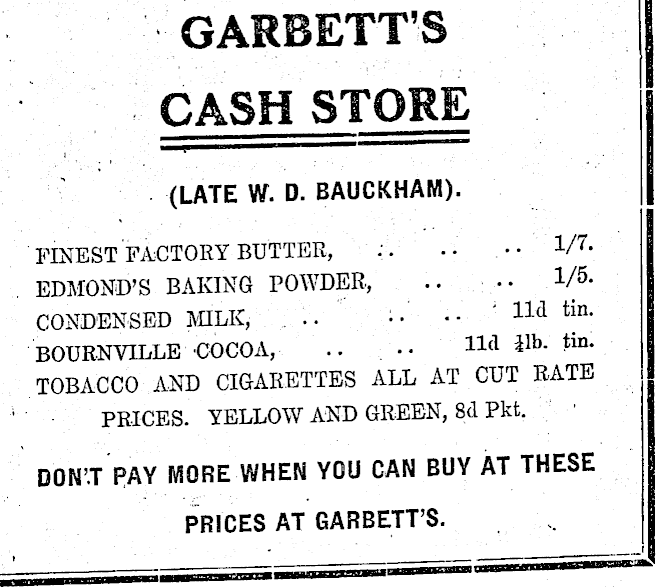 GARBETT'S
CASH STORE
(LATE W. D. BAUCKHAM).
FINEST FACTORY BUTTER, .. .. .. 1/7.
EDMOND'S BAKING POWDER, .. .. 1/5.
CONDENSED MILK, .. .. .. 11d tin.
BOURNVILLE COCOA, .. .. 11d ¼lb. tin.
TOBACCO AND CIGARETTES ALL AT CUT RATE
PRICES. YELLOW AND GREEN, 8d Pkt.
DON'T PAY MORE WHEN YOU CAN BUY AT THESE
PRICES AT GARBETT'S.